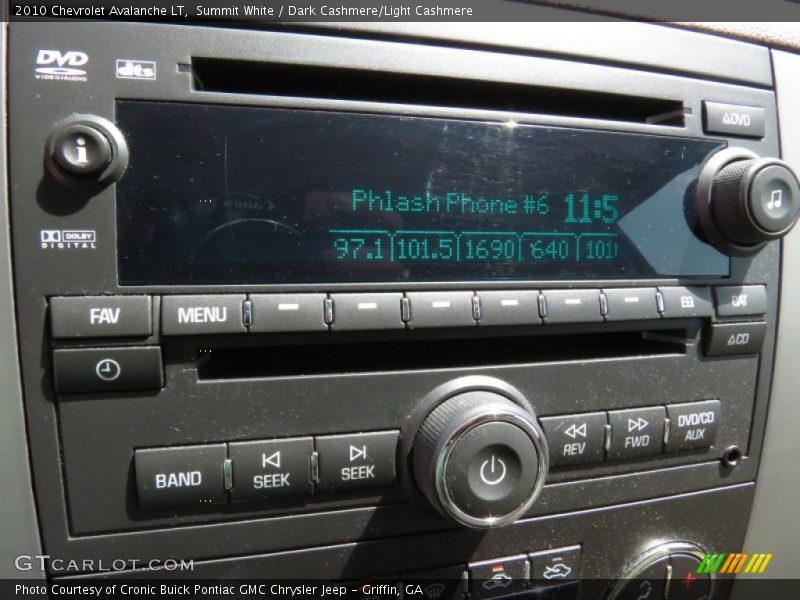 2010 Chevrolet Avalanche LT, Summit White / Dark Cashmere/Light Cashmere
DVD
VIDEO/AUDIO
dts
DVD
i
Phlash Phone #6 11:5
97.1 101.5 1690 640 101
DOLBY
DIGITAL
FAV
MENU
EQ
CAT
CD
BAND
SEEK
SEEK
REV
FWD
DVD/CD
AUX
GTCARLOT.COM
Photo Courtesy of Cronic Buick Pontiac GMC Chrysler Jeep - Griffin, GA